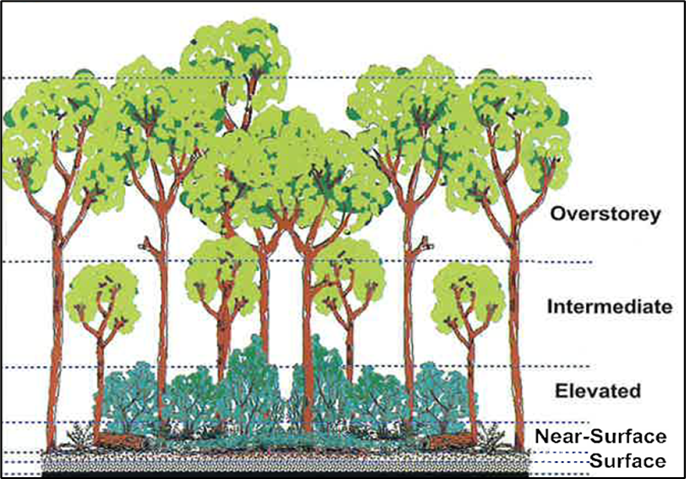 Overstorey
Intermediate
Elevated
Near-Surface
Surface